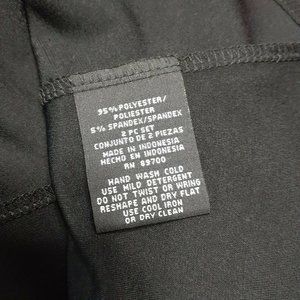 95% POLYESTER/
POLIESTER
5% SPANDEX/SPANDEX
2 PC SET
CONJUNTO DE 2 PIEZAS
MADE IN INDONESIA
HECHO EN INDONESIA
RN 89700
HAND WASH COLD
USE MILD DETERGENT
DO NOT TWIST OR WRING
RESHAPE AND DRY FLAT
USE COOL IRON
OR DRY CLEAN